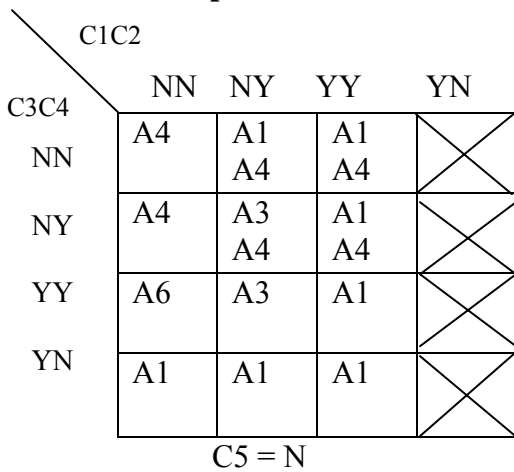 C1C2
NN NY YY YN
C3C4
NN A4 A1 A1
A4 A4
NY A4 A3 A1
A4 A4
YY A6 A3 A1
YN A1 A1 A1
C5 = N